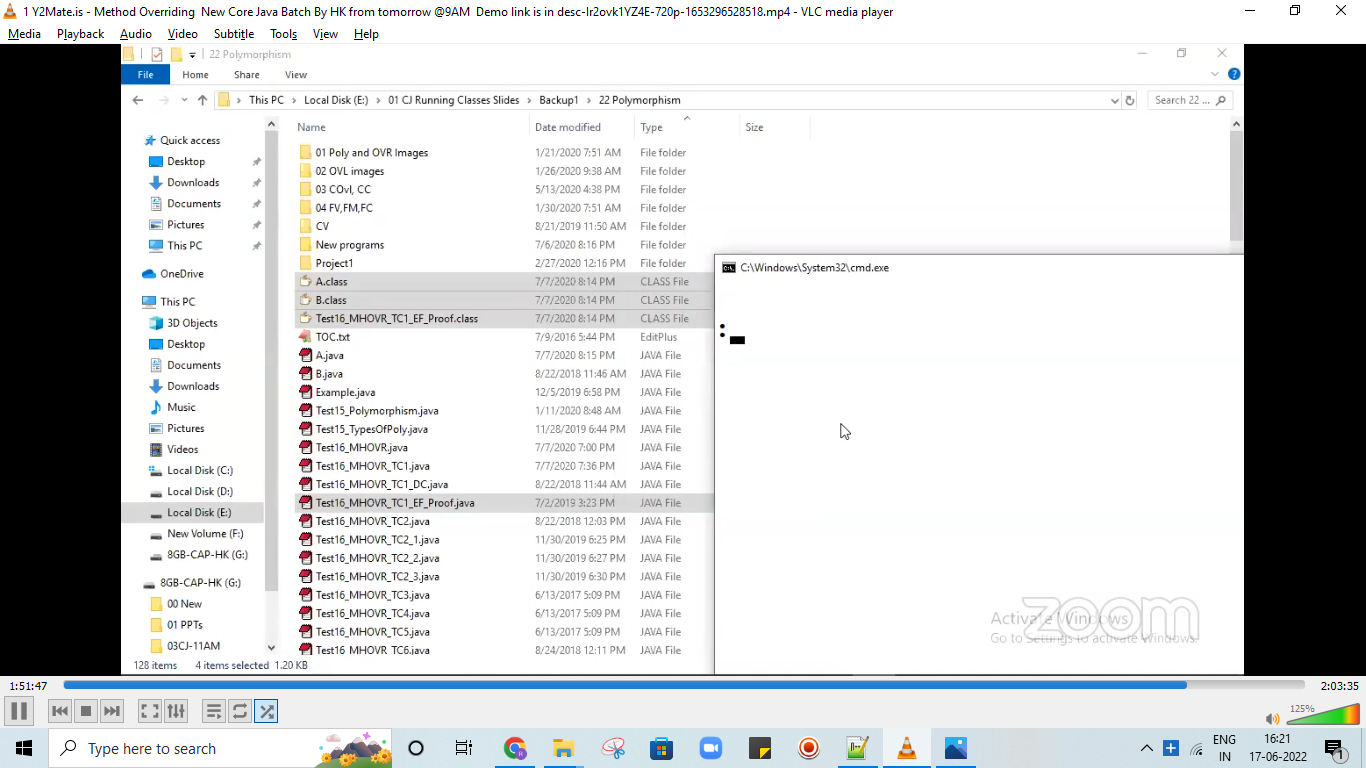 1 Y2Mate.is - Method Overriding  New Core Java Batch By HK from tomorrow @9AM  Demo link is in desc-Ir2ovk1YZ4E-720p-1653296528518.mp4 - VLC media player
Media Playback Audio Video Subtitle Tools View Help
22 Polymorphism
File Home Share View
This PC > Local Disk (E:) > 01 CJ Running Classes Slides > Backup1 > 22 Polymorphism
Search 22 ...
Name Date modified Type Size
Quick access
Desktop
Downloads
Documents
Pictures
This PC
OneDrive
This PC
3D Objects
Desktop
Documents
Downloads
Music
Pictures
Videos
Local Disk (C:)
Local Disk (D:)
Local Disk (E:)
New Volume (F:)
8GB-CAP-HK (G:)
8GB-CAP-HK (G:)
00 New
01 PPTs
03CJ-11AM
01 Poly and OVR Images 1/21/2020 7:51 AM File folder
02 OVL images 1/26/2020 9:38 AM File folder
03 COvl, CC 5/13/2020 4:38 PM File folder
04 FV,FM,FC 1/30/2020 7:51 AM File folder
CV 8/21/2019 11:50 AM File folder
New programs 7/6/2020 8:16 PM File folder
Project1 2/27/2020 12:16 PM File folder
A.class 7/7/2020 8:14 PM CLASS File
B.class 7/7/2020 8:14 PM CLASS File
Test16_MHOVR_TC1_EF_Proof.class 7/7/2020 8:14 PM CLASS File
TOC.txt 7/9/2016 5:44 PM EditPlus
A.java 7/7/2020 8:15 PM JAVA File
B.java 8/22/2018 11:46 AM JAVA File
Example.java 12/5/2019 6:58 PM JAVA File
Test15_Polymorphism.java 1/11/2020 8:48 AM JAVA File
Test15_TypesOfPoly.java 11/28/2019 6:44 PM JAVA File
Test16_MHOVR.java 7/7/2020 7:00 PM JAVA File
Test16_MHOVR_TC1.java 7/7/2020 7:36 PM JAVA File
Test16_MHOVR_TC1_DC.java 8/22/2018 11:44 AM JAVA File
Test16_MHOVR_TC1_EF_Proof.java 7/2/2019 3:23 PM JAVA File
Test16_MHOVR_TC2.java 8/22/2018 12:03 PM JAVA File
Test16_MHOVR_TC2_1.java 11/30/2019 6:25 PM JAVA File
Test16_MHOVR_TC2_2.java 11/30/2019 6:27 PM JAVA File
Test16_MHOVR_TC2_3.java 11/30/2019 6:30 PM JAVA File
Test16_MHOVR_TC3.java 6/13/2017 5:09 PM JAVA File
Test16_MHOVR_TC4.java 6/13/2017 5:09 PM JAVA File
Test16_MHOVR_TC5.java 6/13/2017 5:09 PM JAVA File
Test16_MHOVR_TC6.java 8/24/2018 12:11 PM JAVA File
128 items 4 items selected 1.20 KB
C:\Windows\System32\cmd.exe
:
zoom
Activate Windows
Go to Settings to activate Windows.
1:51:47 2:03:35
125%
Type here to search
ENG 16:21
IN 17-06-2022
1